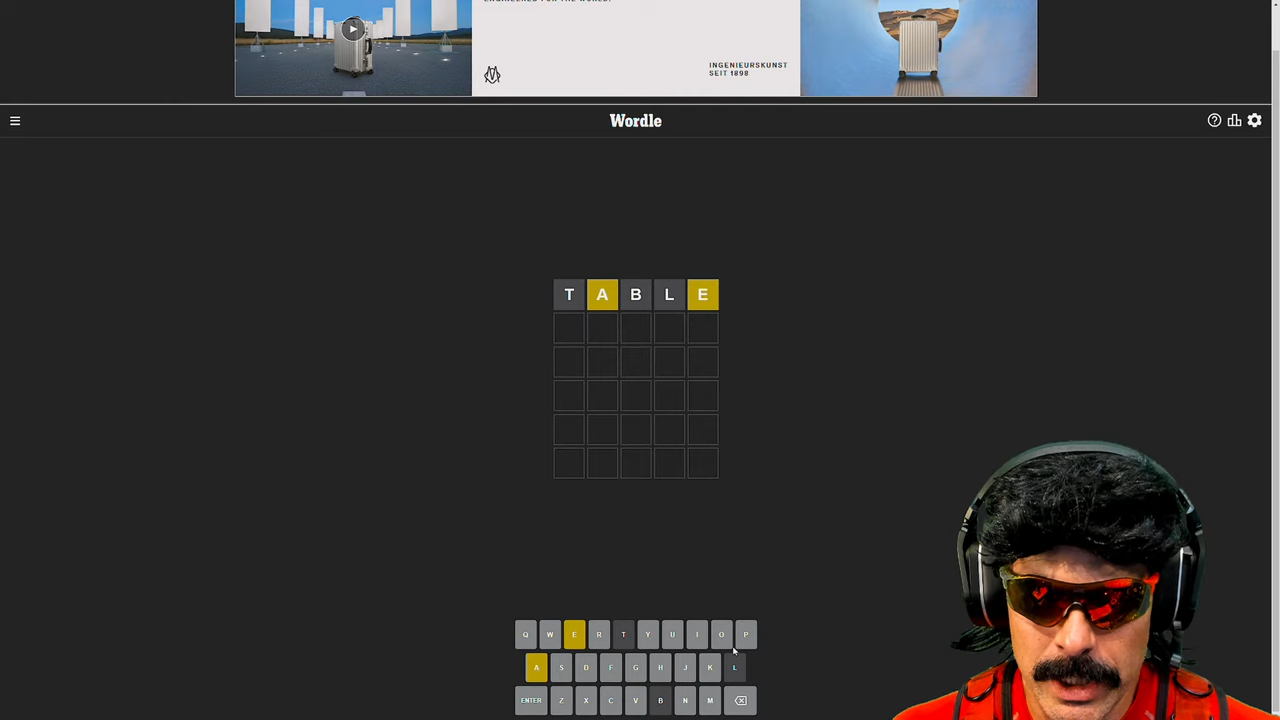 INGENIEURSKUNST
SEIT 1898
Wordle
T A B L E
Q W E R T Y U I O P
A S D F G H J K L
ENTER Z X C V B N M